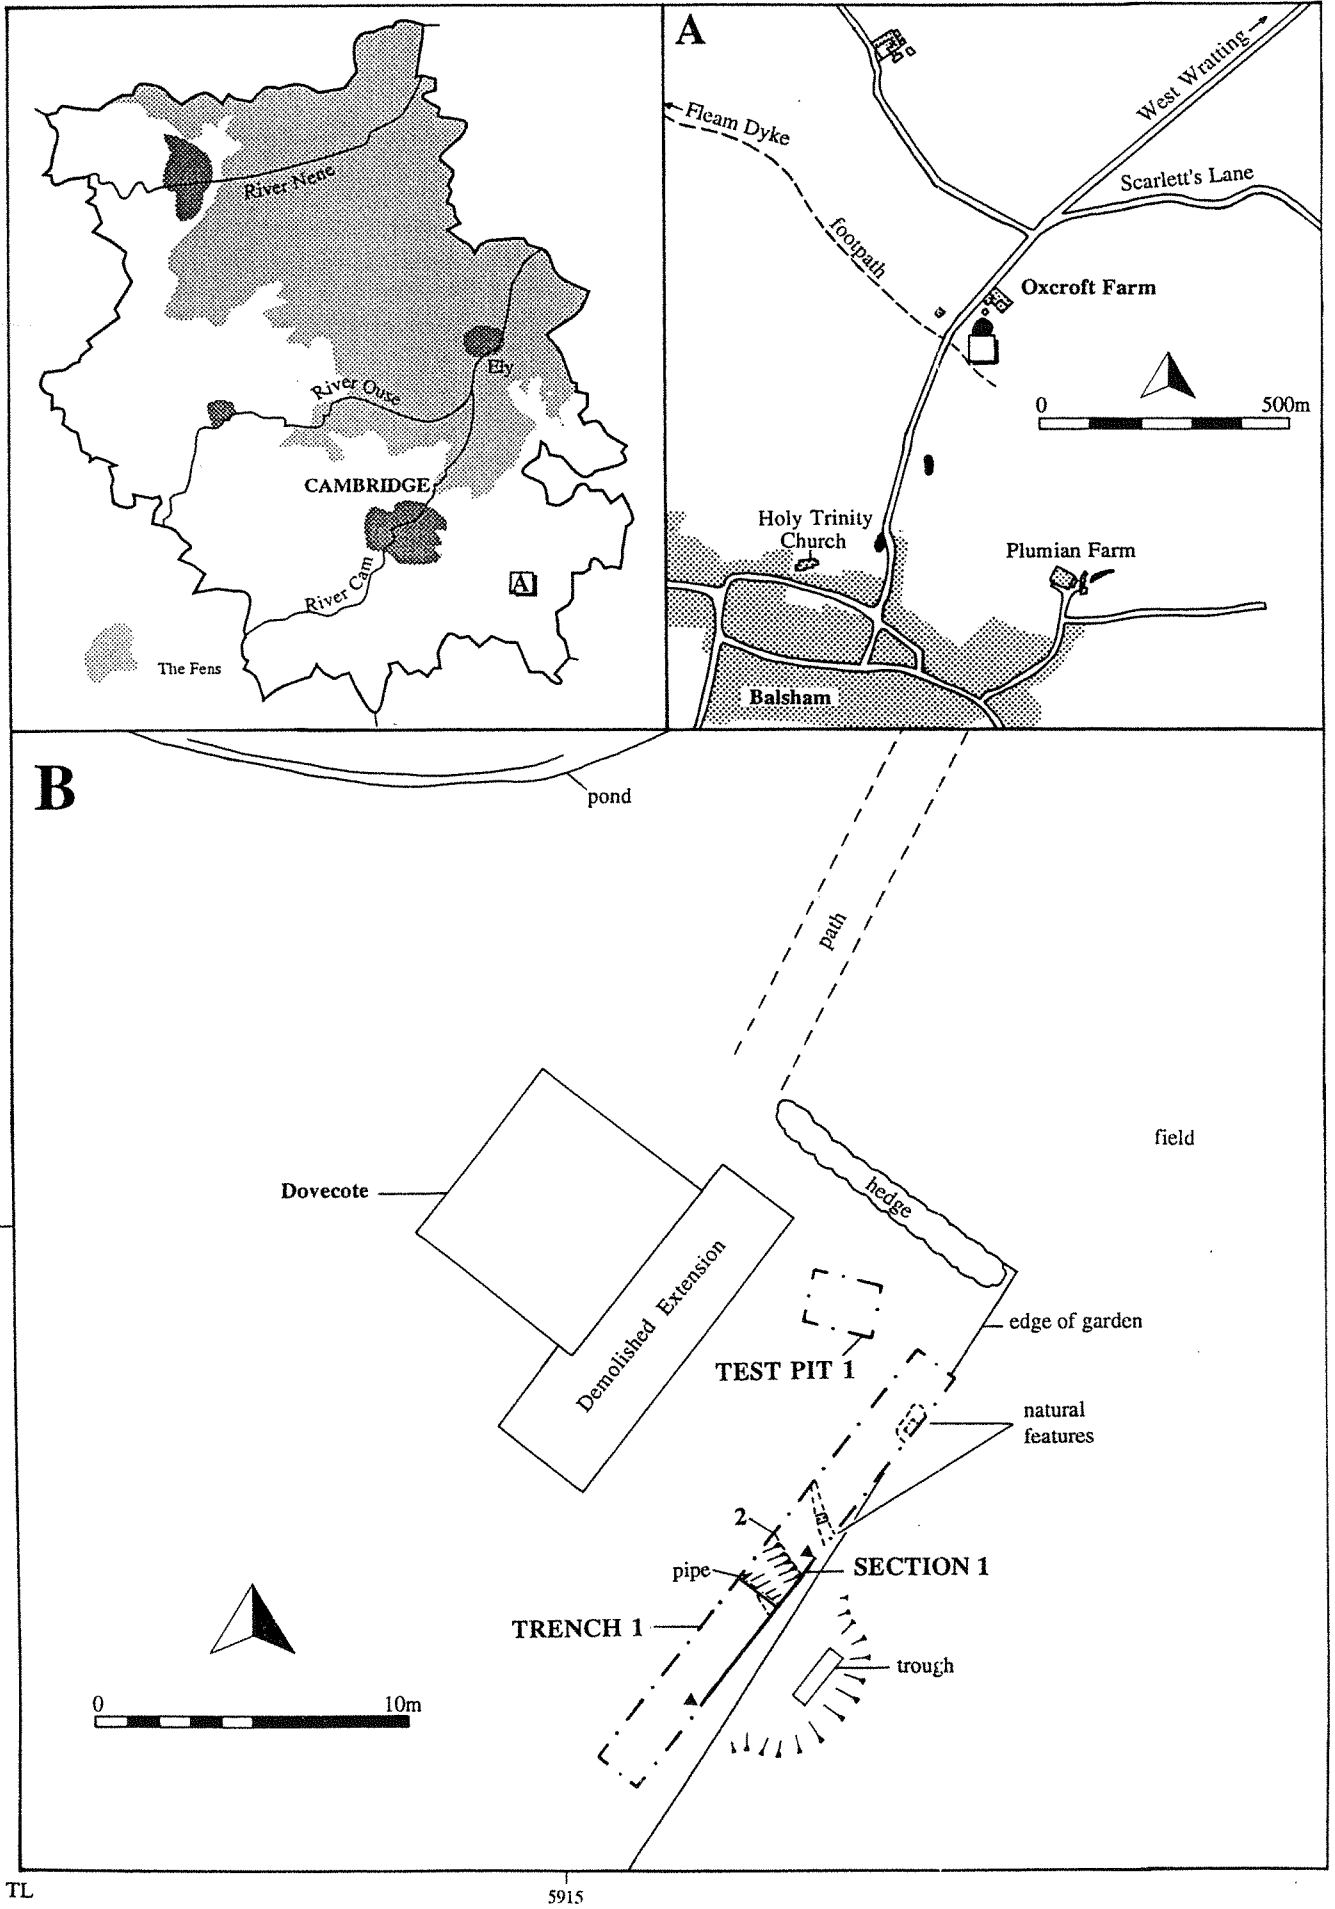 River Nene
Ely
River Ouse
CAMBRIDGE
River Cam
A
The Fens
A
West Wratting
Fleam Dyke
Scarlett's Lane
footpath
Oxcroft Farm
0 500m
Holy Trinity
Church
Plumian Farm
Balsham
B
pond
path
field
Dovecote
hedge
Demolished Extension
edge of garden
TEST PIT 1
natural
features
2
pipe
SECTION 1
TRENCH 1
trough
0 10m
TL
5915